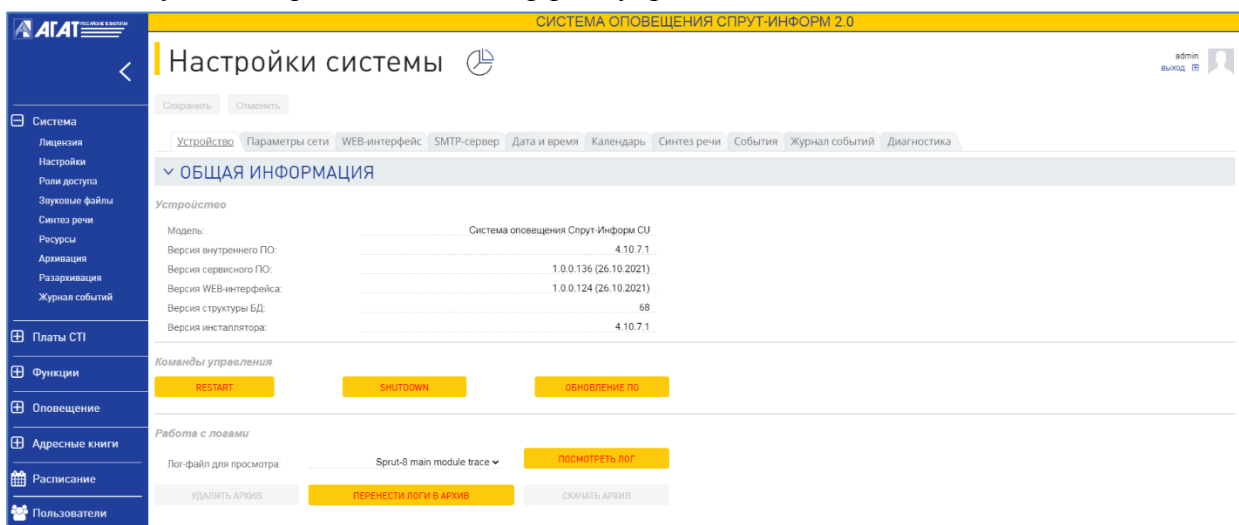 АГАТ
СИСТЕМА ОПОВЕЩЕНИЯ СПРУТ-ИНФОРМ 2.0
Настройки системы
admin
выход
Сохранить Отменить
Система
Лицензия
Настройки
Роли доступа
Звуковые файлы
Синтез речи
Ресурсы
Архивация
Разархивация
Журнал событий
Платы CTI
Функции
Оповещение
Адресные книги
Расписание
Пользователи
Устройство Параметры сети WEB-интерфейс SMTP-сервер Дата и время Календарь Синтез речи События Журнал событий Диагностика
ОБЩАЯ ИНФОРМАЦИЯ
Устройство
Модель: Система оповещения Спрут-Информ CU
Версия внутреннего ПО: 4.10.7.1
Версия сервисного ПО: 1.0.0.136 (26.10.2021)
Версия WEB-интерфейса: 1.0.0.124 (26.10.2021)
Версия структуры БД: 68
Версия инсталлятора: 4.10.7.1
Команды управления
RESTART SHUTDOWN ОБНОВЛЕНИЕ ПО
Работа с логами
Лог-файл для просмотра: Sprut-8 main module trace ПОСМОТРЕТЬ ЛОГ
УДАЛИТЬ АРХИВ ПЕРЕНЕСТИ ЛОГИ В АРХИВ СКАЧАТЬ АРХИВ